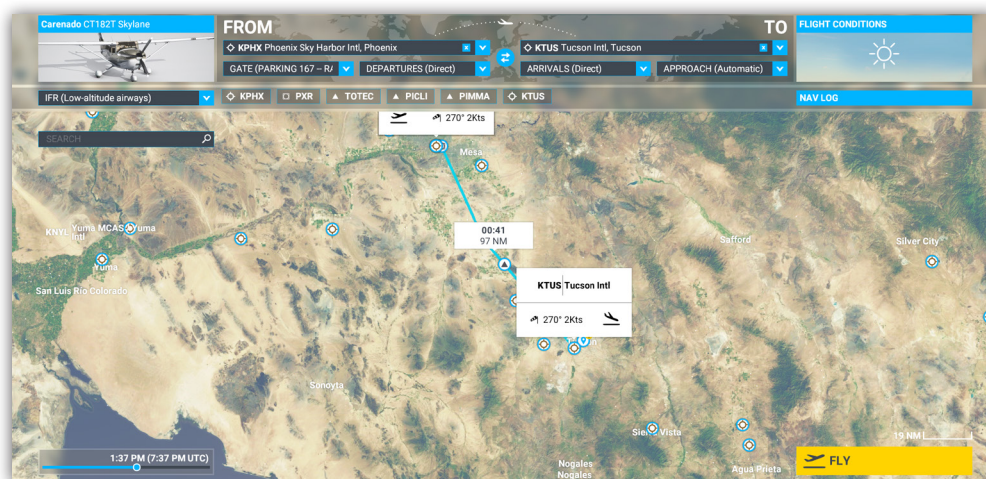 Carenado CT182T Skylane
FROM
TO
FLIGHT CONDITIONS
KPHX Phoenix Sky Harbor Intl, Phoenix
KTUS Tucson Intl, Tucson
GATE (PARKING 167 – RA
DEPARTURES (Direct)
ARRIVALS (Direct)
APPROACH (Automatic)
IFR (Low-altitude airways)
KPHX
PXR
TOTEC
PICLI
PIMMA
KTUS
NAV LOG
270° 2Kts
SEARCH
Mesa
KNYL Yuma MCAS Yuma
Intl
00:41
97 NM
Safford
Silver City
Yuma
San Luis Río Colorado
KTUS Tucson Intl
270° 2Kts
Sonoyta
Sierra Vista
19 NM
1:37 PM (7:37 PM UTC)
FLY
Nogales
Nogales
Agua Prieta